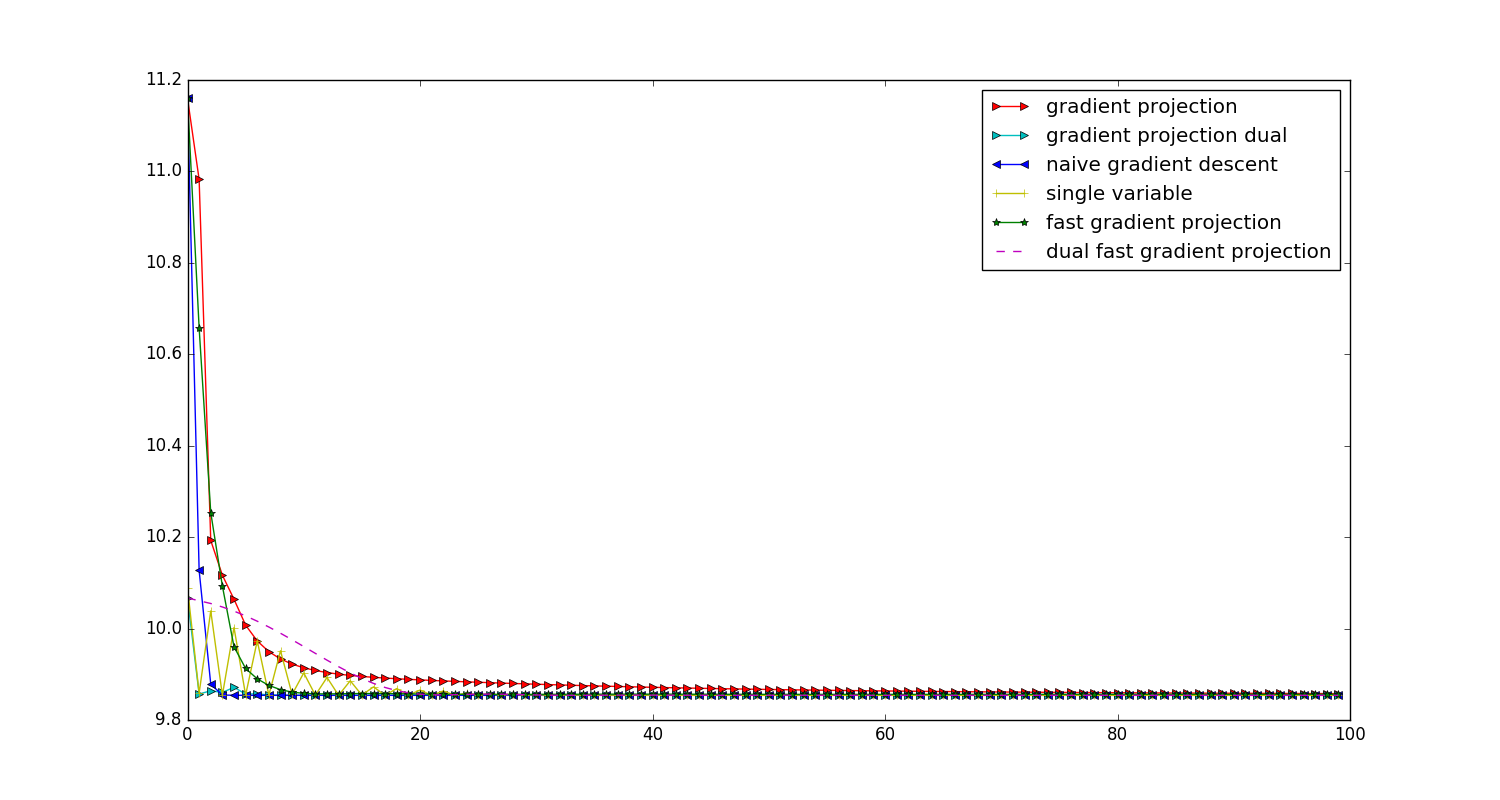 11.2
11.0
10.8
10.6
10.4
10.2
10.0
9.8
0
20
40
60
80
100
gradient projection
gradient projection dual
naive gradient descent
single variable
fast gradient projection
dual fast gradient projection